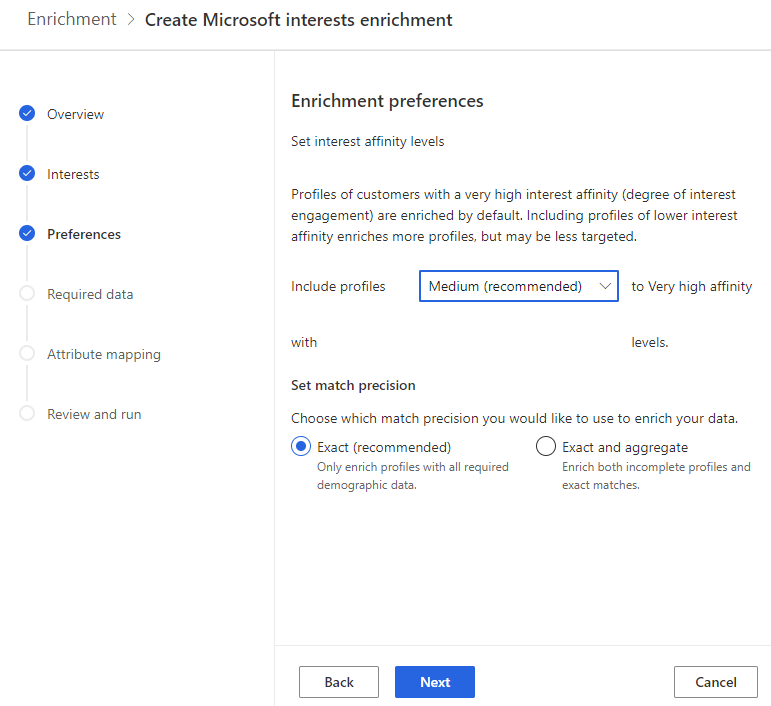 Enrichment > Create Microsoft interests enrichment
Overview
Interests
Preferences
Required data
Attribute mapping
Review and run
Enrichment preferences
Set interest affinity levels
Profiles of customers with a very high interest affinity (degree of interest
engagement) are enriched by default. Including profiles of lower interest
affinity enriches more profiles, but may be less targeted.
Include profiles Medium (recommended) to Very high affinity
with levels.
Set match precision
Choose which match precision you would like to use to enrich your data.
Exact (recommended)
Only enrich profiles with all required
demographic data.
Exact and aggregate
Enrich both incomplete profiles and
exact matches.
Back Next Cancel